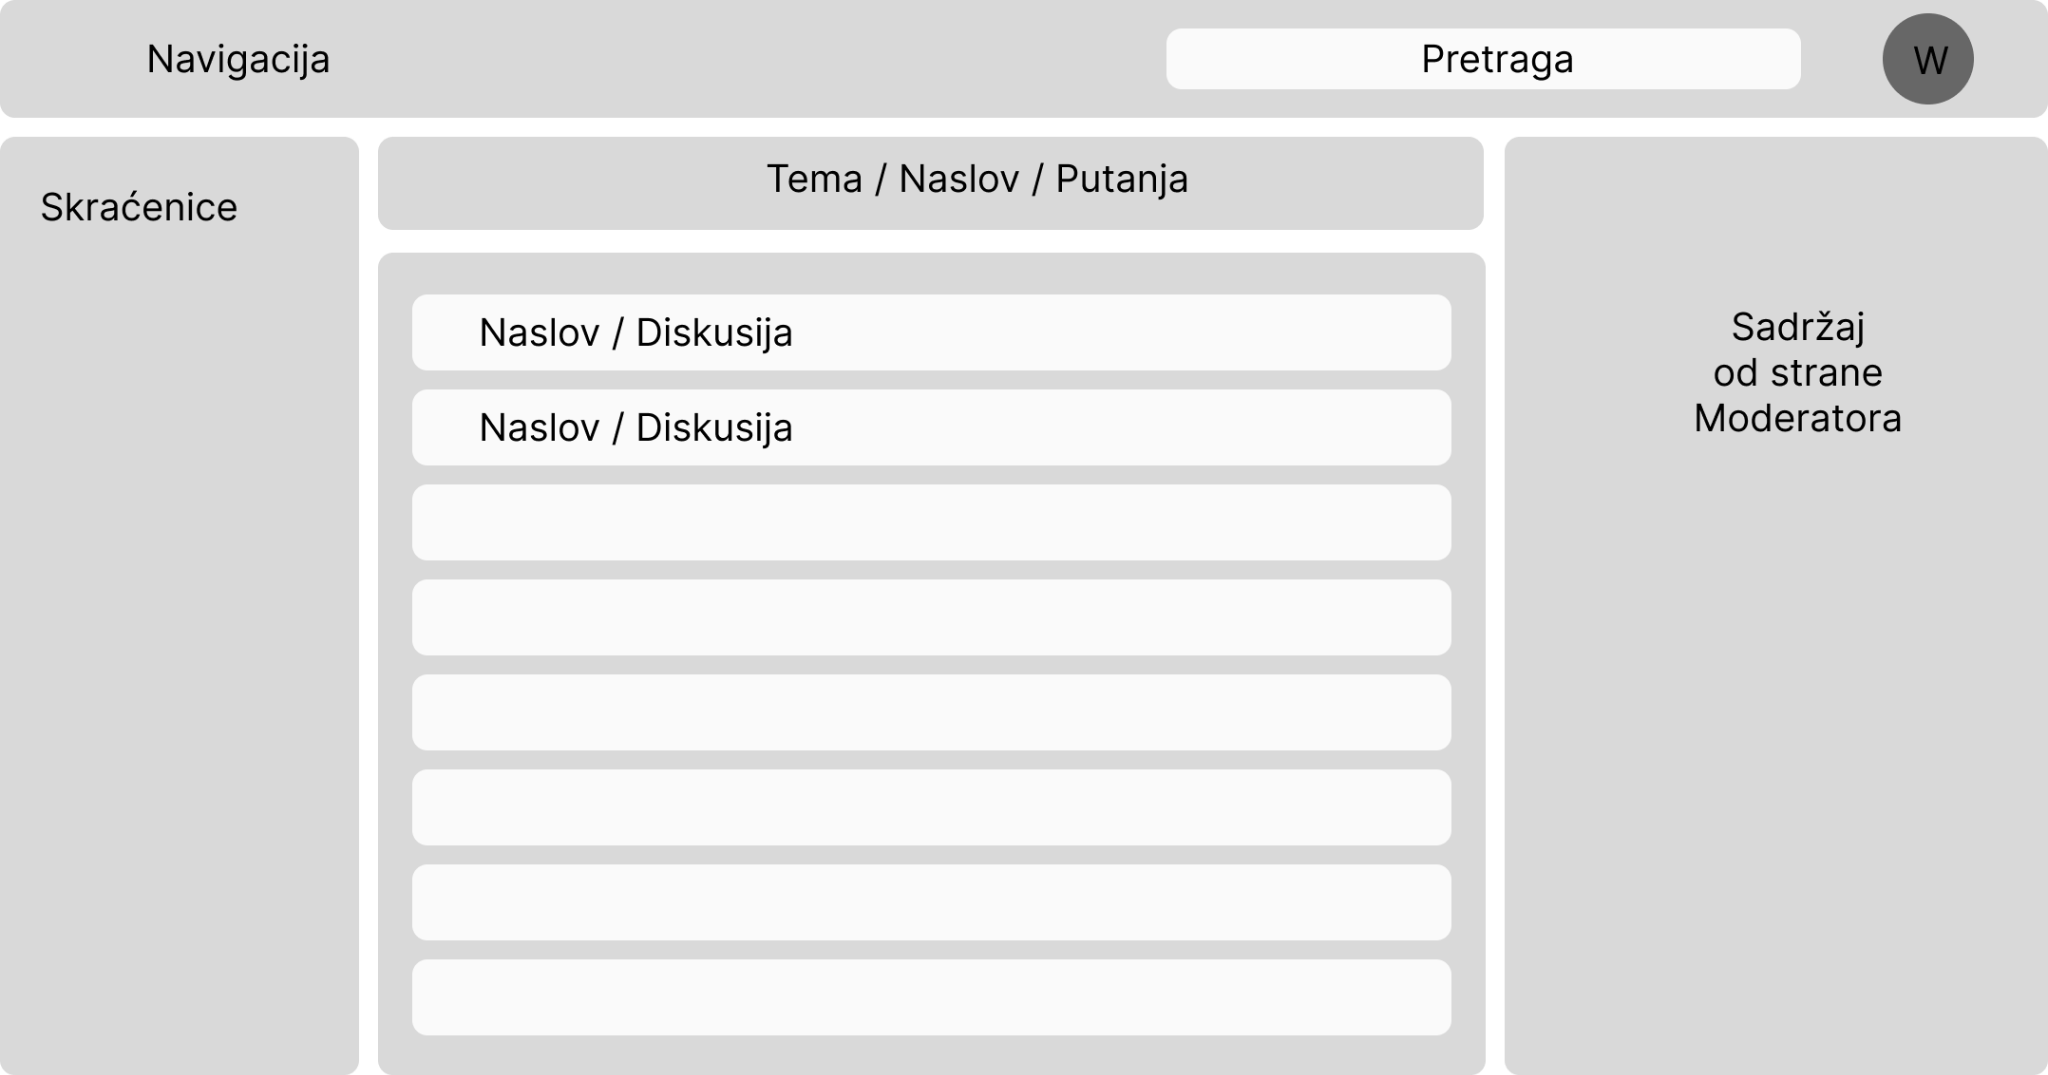 Navigacija
Pretraga
W
Skraćenice
Tema / Naslov / Putanja
Naslov / Diskusija
Naslov / Diskusija
Sadržaj
od strane
Moderatora